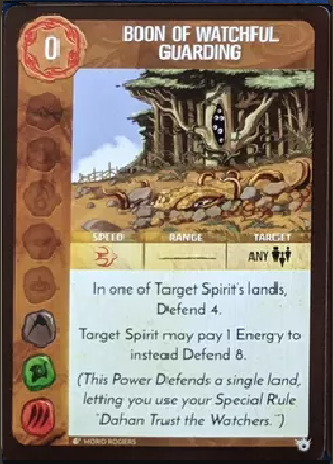 0
BOON OF WATCHFUL
GUARDING
SPEED RANGE TARGET
ANY
In one of Target Spirit's lands,
Defend 4.
Target Spirit may pay 1 Energy to
instead Defend 8.
(This Power Defends a single land,
letting you use your Special Rule
"Dahan Trust the Watchers.")
MORO ROGERS